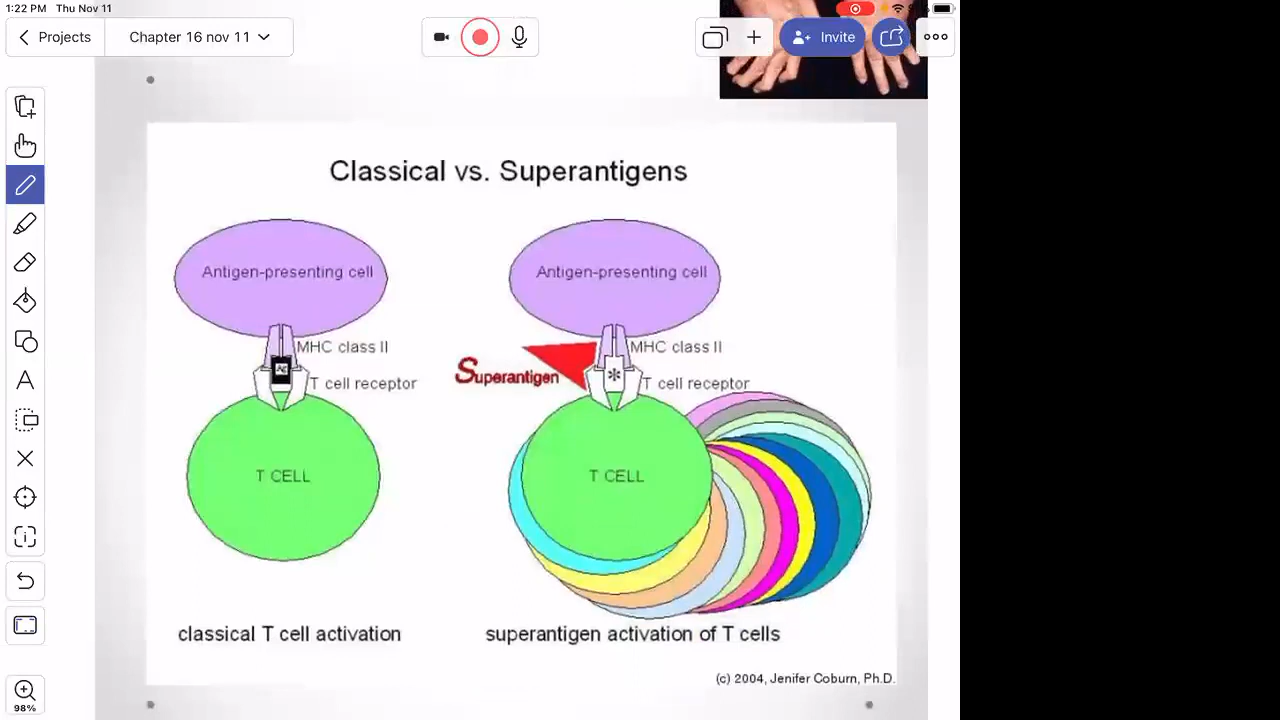 1:22 PM Thu Nov 11
Projects
Chapter 16 nov 11
Invite
Classical vs. Superantigens
Antigen-presenting cell
Antigen-presenting cell
MHC class II
MHC class II
Ag
Superantigen
*
T cell receptor
T cell receptor
T CELL
T CELL
classical T cell activation
superantigen activation of T cells
(c) 2004, Jenifer Coburn, Ph.D.
A
98%